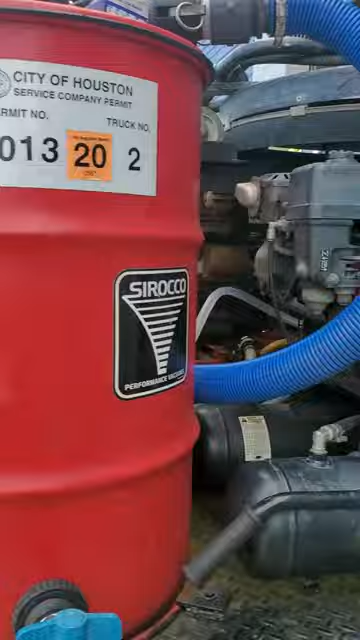 CITY OF HOUSTON
SERVICE COMPANY PERMIT
ERMIT NO. TRUCK NO.
013 20 2
SIROCCO
PERFORMANCE VACUUMS